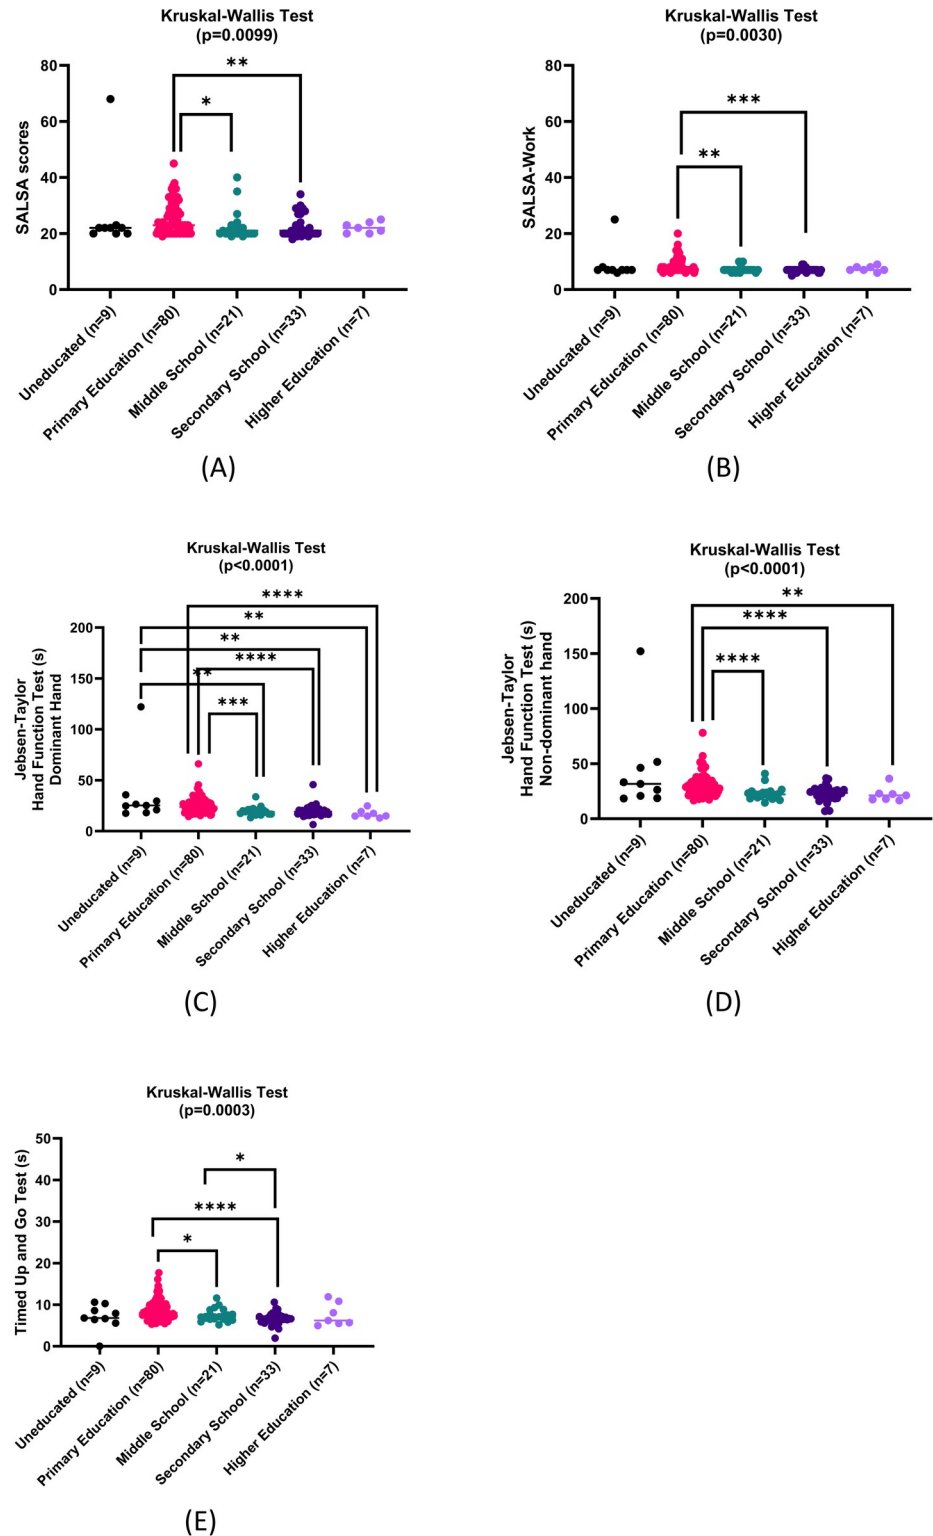 Kruskal-Wallis Test
(p=0.0099)
SALSA scores
80
60
40
20
0
**
*
Uneducated (n=9)
Primary Education (n=80)
Middle School (n=21)
Secondary School (n=33)
Higher Education (n=7)
(A)
Kruskal-Wallis Test
(p=0.0030)
SALSA-Work
80
60
40
20
0
***
**
Uneducated (n=9)
Primary Education (n=80)
Middle School (n=21)
Secondary School (n=33)
Higher Education (n=7)
(B)
Kruskal-Wallis Test
(p<0.0001)
Jebsen-Taylor
Hand Function Test (s)
Dominant Hand
200
150
100
50
0
****
**
**
****
**
***
Uneducated (n=9)
Primary Education (n=80)
Middle School (n=21)
Secondary School (n=33)
Higher Education (n=7)
(C)
Kruskal-Wallis Test
(p<0.0001)
Jebsen-Taylor
Hand Function Test (s)
Non-dominant hand
200
150
100
50
0
**
****
****
Uneducated (n=9)
Primary Education (n=80)
Middle School (n=21)
Secondary School (n=33)
Higher Education (n=7)
(D)
Kruskal-Wallis Test
(p=0.0003)
Timed Up and Go Test (s)
50
40
30
20
10
0
*
****
*
Uneducated (n=9)
Primary Education (n=80)
Middle School (n=21)
Secondary School (n=33)
Higher Education (n=7)
(E)